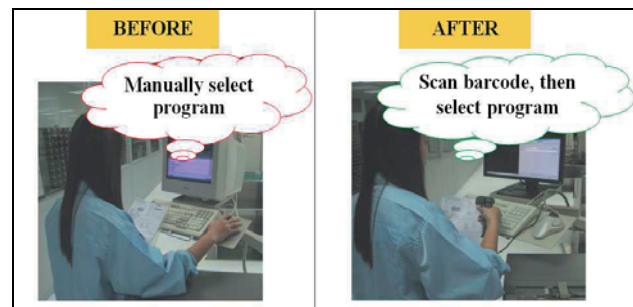 BEFORE
AFTER
Manually select
program
Scan barcode, then
select program